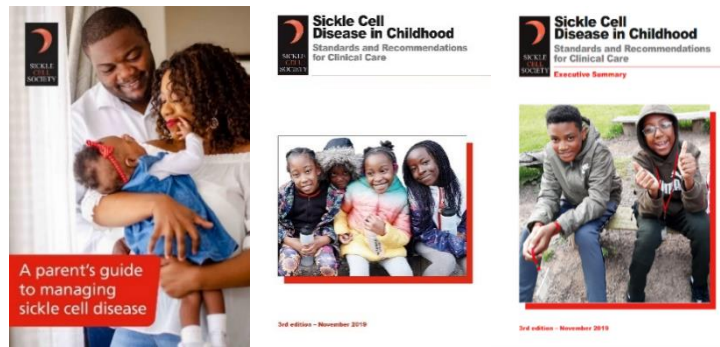 SICKLE
CELL
SOCIETY
A parent's guide
to managing
sickle cell disease
SICKLE
CELL
SOCIETY
Sickle Cell
Disease in Childhood
Standards and Recommendations
for Clinical Care
3rd edition – November 2019
SICKLE
CELL
SOCIETY
Sickle Cell
Disease in Childhood
Standards and Recommendations
for Clinical Care
Executive Summary
3rd edition – November 2019